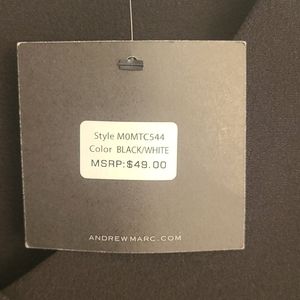 Style M0MTC544
Color BLACK/WHITE
MSRP:$49.00
ANDREWMARC.COM